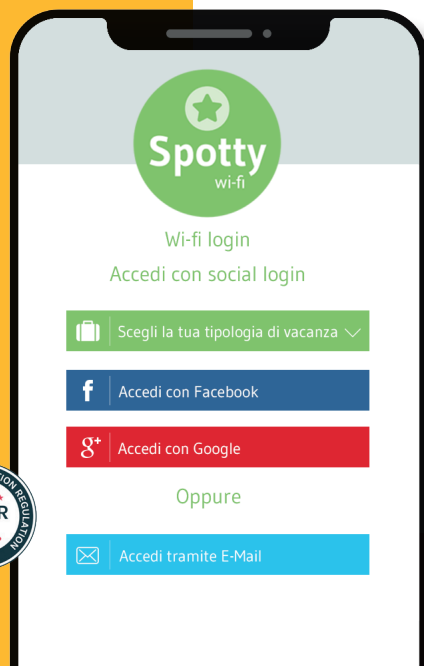 Spotty
wi-fi
Wi-fi login
Accedi con social login
Scegli la tua tipologia di vacanza
f Accedi con Facebook
g+ Accedi con Google
Oppure
Accedi tramite E-Mail
R
REGULATION